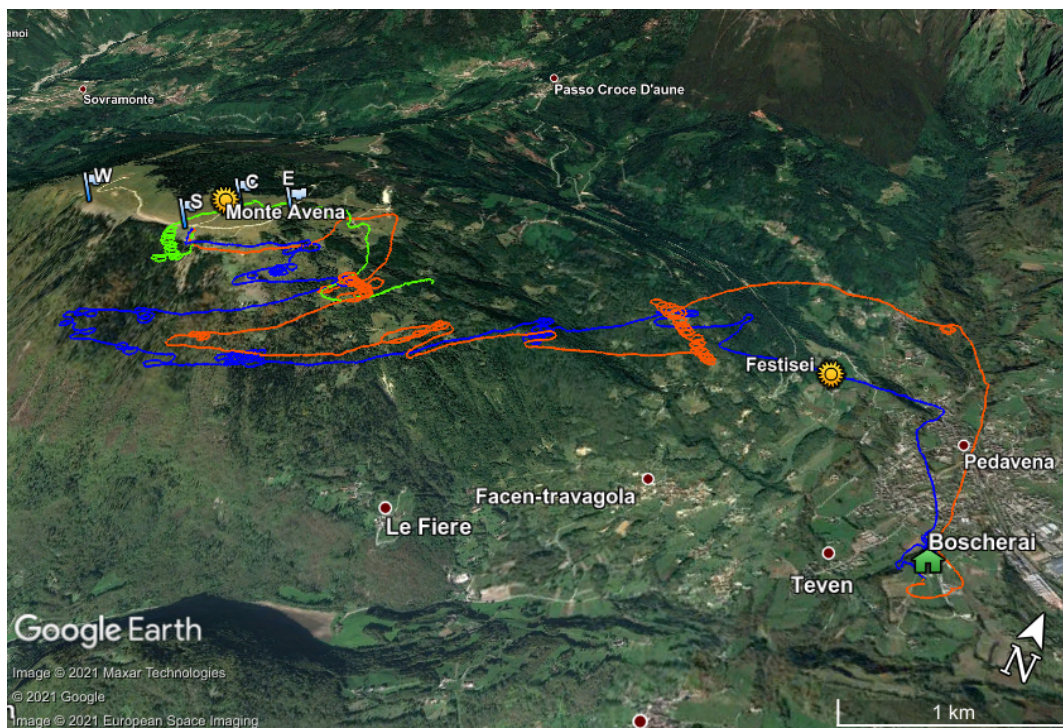 anoi
Sovramonte
Passo Croce D'aune
W
S
C
E
Monte Avena
Festisei
Pedavena
Facen-travagola
Le Fiere
Boscherai
Teven
Google Earth
N
Image © 2021 Maxar Technologies
© 2021 Google
Image © 2021 European Space Imaging
1 km